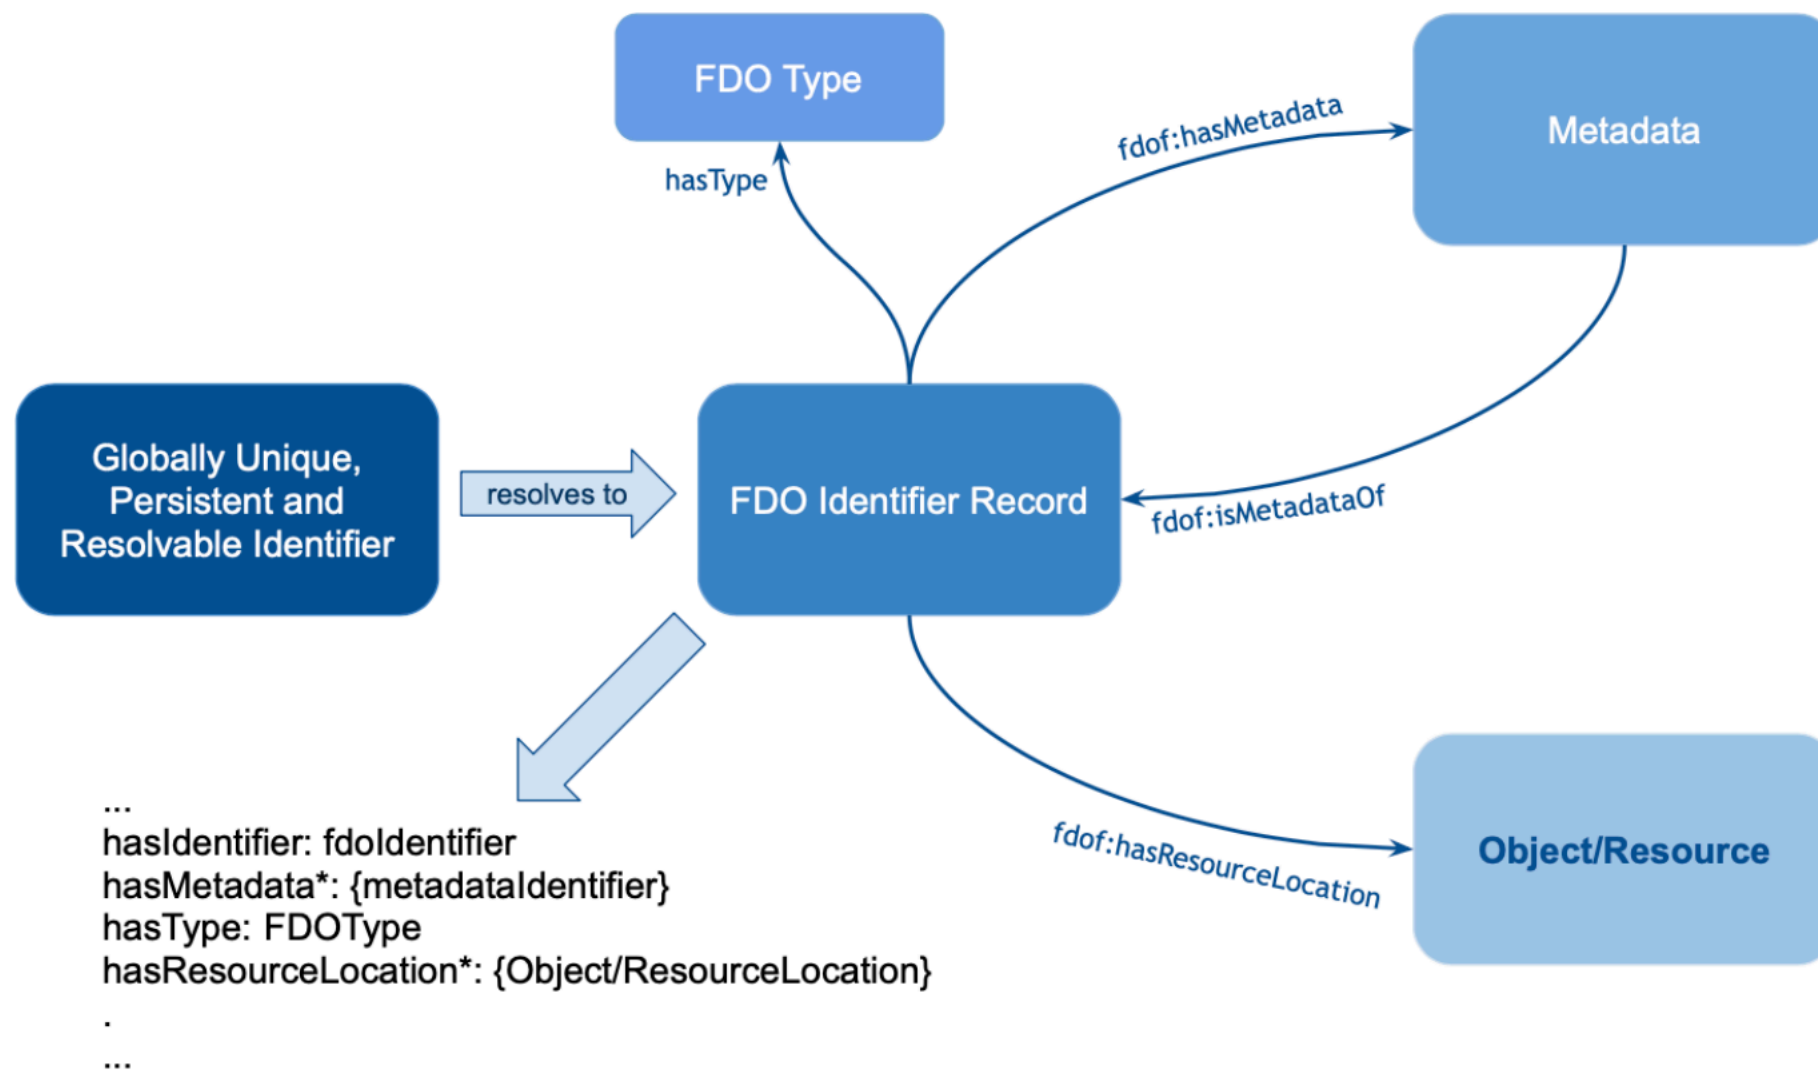 FDO Type
fdof:hasMetadata
Metadata
hasType
Globally Unique,
Persistent and
Resolvable Identifier
resolves to
FDO Identifier Record
fdof:isMetadataOf
fdof:hasResourceLocation
Object/Resource
...
hasIdentifier: fdoIdentifier
hasMetadata*: {metadataIdentifier}
hasType: FDOType
hasResourceLocation*: {Object/ResourceLocation}
.
...